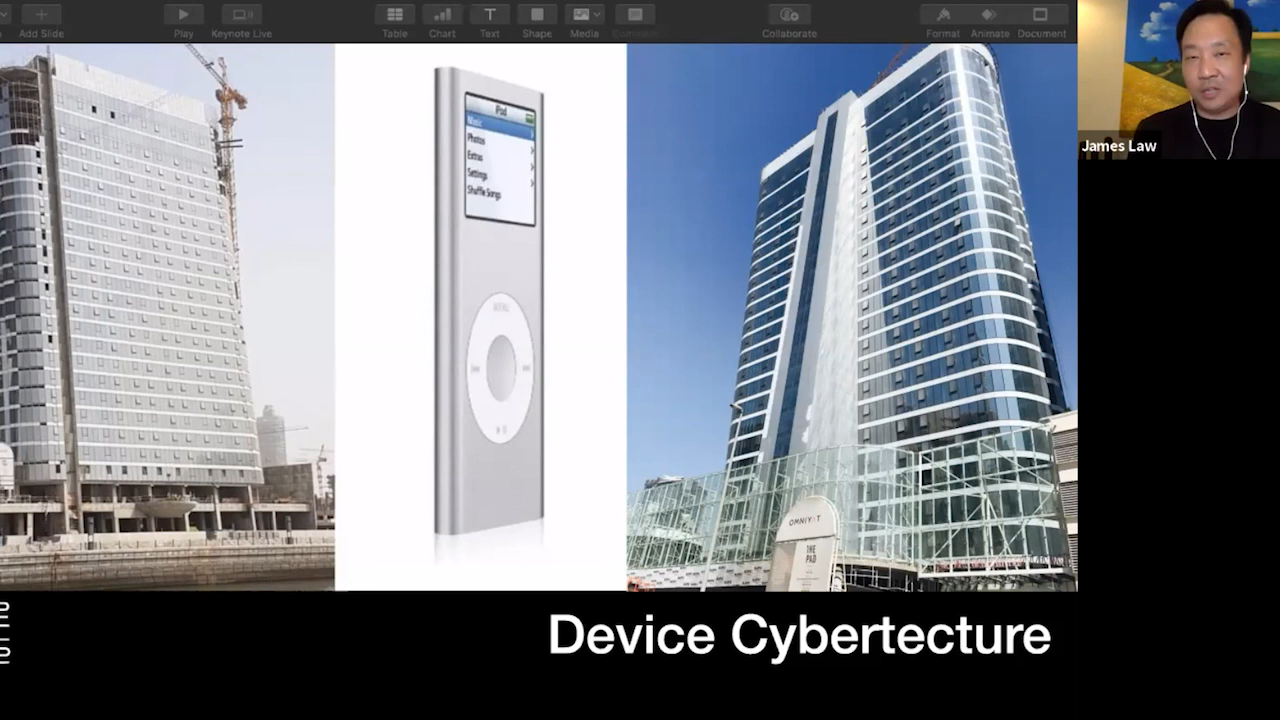 Add Slide
Play
Keynote Live
Table
Chart
Text
Shape
Media
Collaborate
Format
Animate
Document
James Law
iPod
Music
Photos
Extras
Settings
Shuffle Songs
MENU
OMNIYAT
THE
PAD
Device Cybertecture